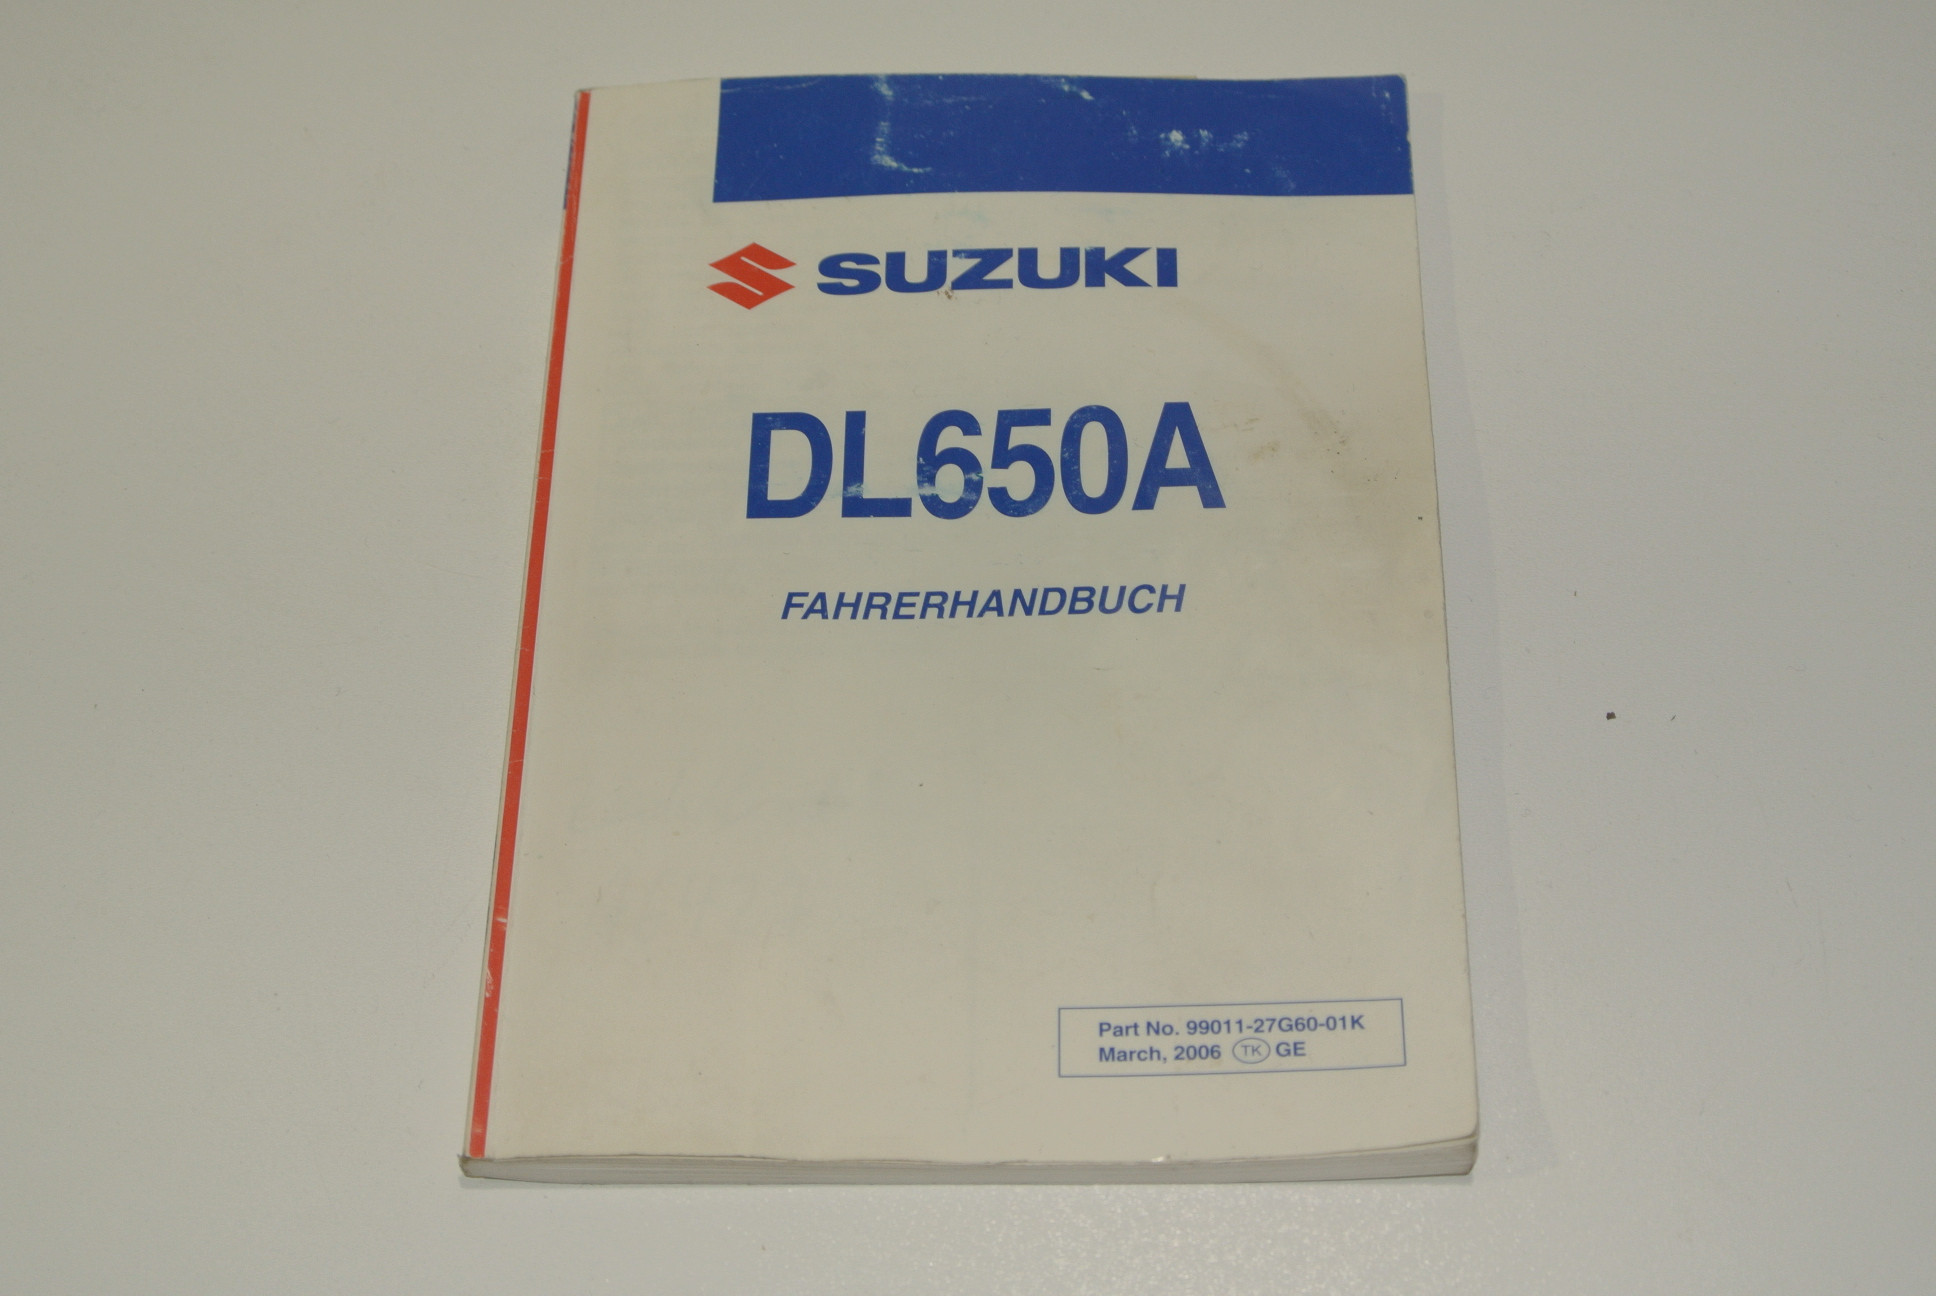 SUZUKI
DL650A
FAHRERHANDBUCH
Part No. 99011-27G60-01K
March, 2006 TK GE